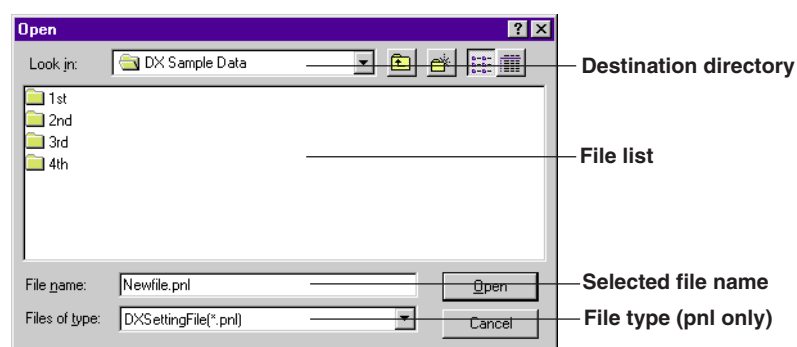 Open
Look in: DX Sample Data
Destination directory
1st
2nd
3rd
4th
File list
File name: Newfile.pnl Open
Selected file name
Files of type: DXSettingFile(*.pnl) Cancel
File type (pnl only)